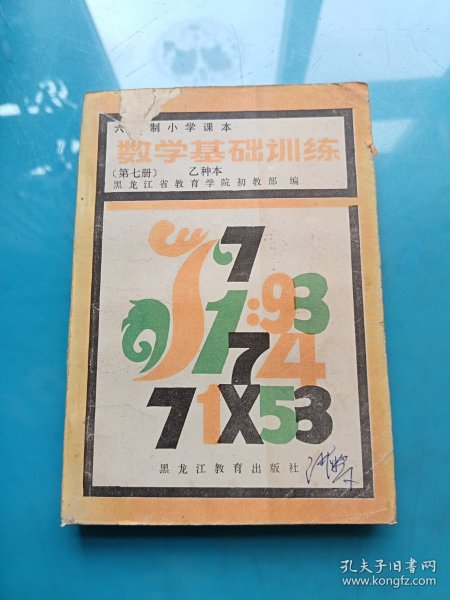 六 制小学课本
数学基础训练
(第七册) 乙种本
黑龙江省教育学院初教部 编
7
1:93
74
71X53
黑龙江教育出版社
孔夫子旧书网
www.kongfz.com